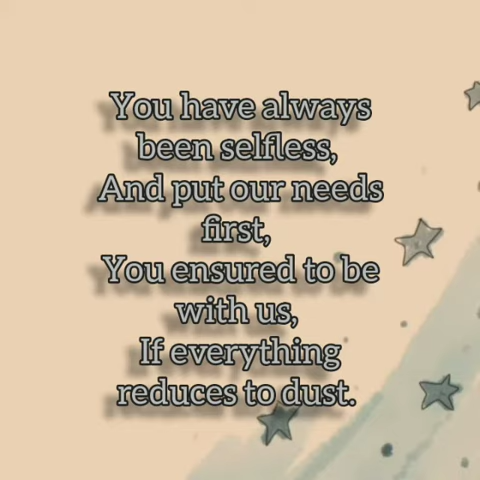 You have always
been selfless,
And put our needs
first,
You ensured to be
with us,
If everything
reduces to dust.